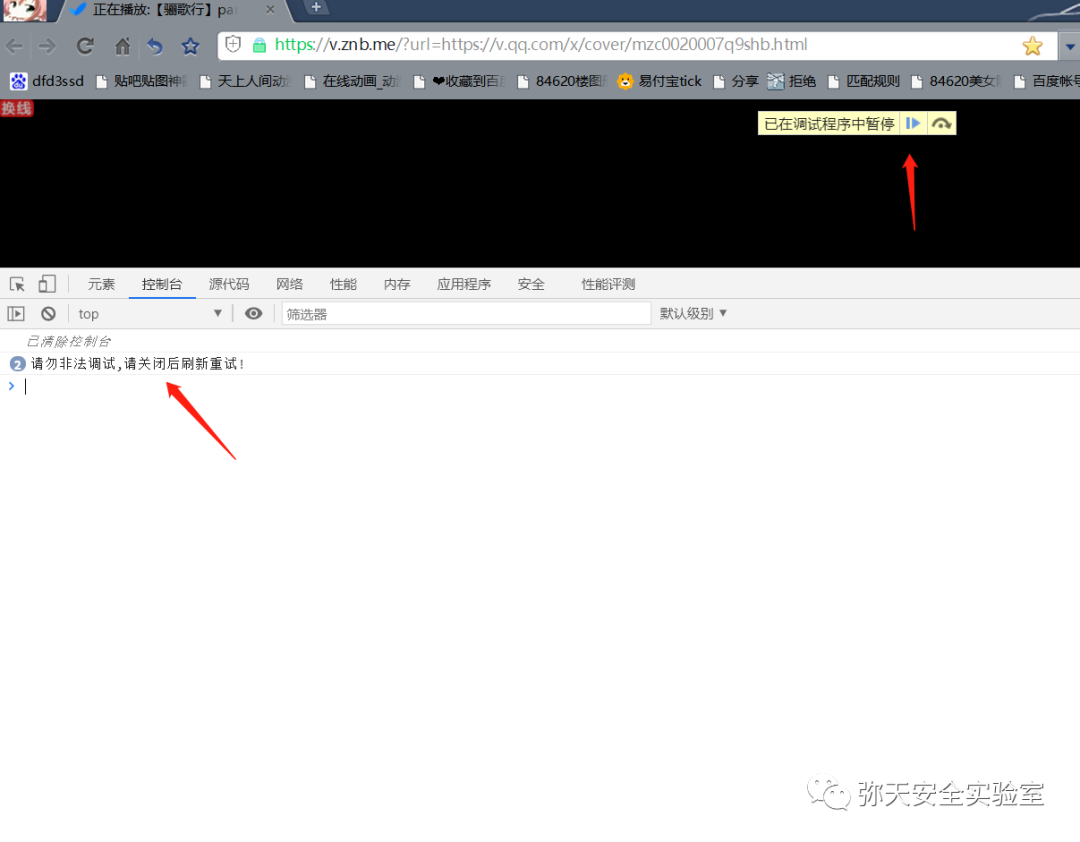 正在播放:【骊歌行】pa
https://v.znb.me/?url=https://v.qq.com/x/cover/mzc0020007q9shb.html
dfd3ssd 贴吧贴图神 天上人间动 在线动画_动 ❤收藏到百 84620楼图 易付宝tick 分享 拒绝 匹配规则 84620美女 百度帐号
换线
已在调试程序中暂停
元素 控制台 源代码 网络 性能 内存 应用程序 安全 性能评测
top 筛选器 默认级别
已清除控制台
2 请勿非法调试,请关闭后刷新重试!
弥天安全实验室